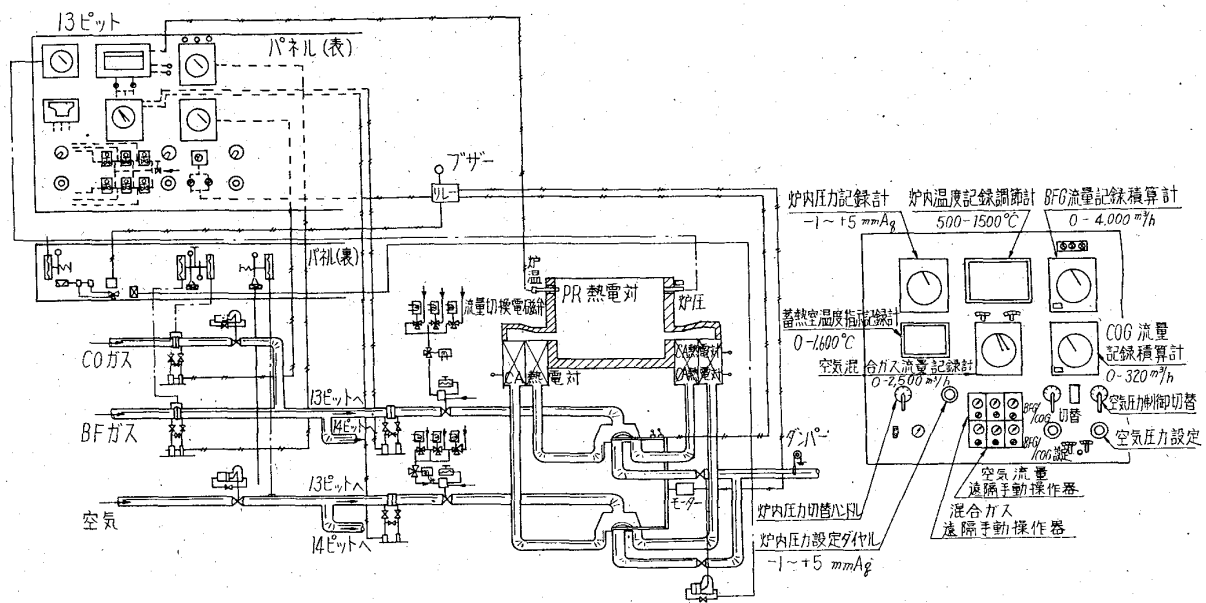 13ピット
パネル(表)
ブザー
リレー
パネル(裏)
炉温
PR熱電対
炉圧
流量切換電磁弁
CA熱電対
CA熱電対
CA熱電対
COガス
BFガス
空気
13ピットへ
14ピットへ
13ピットへ
14ピットへ
ダンパー
モーター
炉内圧力記録計
-1~+5 mmAg
炉内温度記録調節計
500-1500℃
BFG流量記録積算計
0-4,000 m³/h
蓄熱空温度指示記録計
0-1,600℃
空気混合ガス流量記録計
0-2,500 m³/h
COG流量
記録積算計
0-320 m³/h
BFG/COG
切替
空気圧力制御切替
BFG/COG設定
空気圧力設定
空気流量
遠隔手動操作器
混合ガス
遠隔手動操作器
炉内圧力切替ハンドル
炉内圧力設定ダイヤル
-1~+5 mmAg